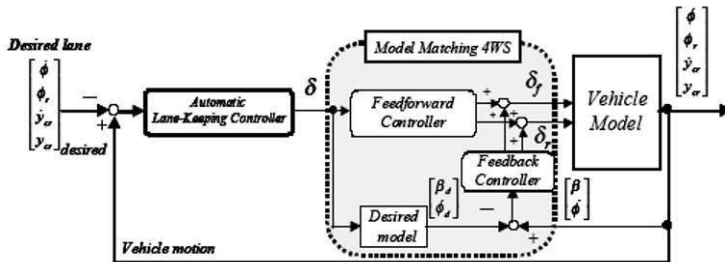 Desired lane
φ̇
φ_r
ẏ_cr
y_cr
desired
−
+
Automatic
Lane-Keeping Controller
δ
Model Matching 4WS
Feedforward
Controller
+
+
+
+
δ_f
δ_r
Feedback
Controller
Desired
model
β_d
φ̇_d
−
+
β
φ̇
Vehicle
Model
φ̇
φ_r
ẏ_cr
y_cr
Vehicle motion